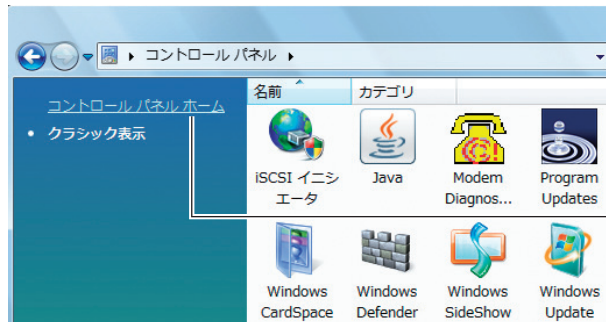 コントロール パネル
コントロール パネル ホーム
• クラシック表示
名前 カテゴリ
iSCSI イニシ
エータ
Java
Modem
Diagnos...
Program
Updates
Windows
CardSpace
Windows
Defender
Windows
SideShow
Windows
Update